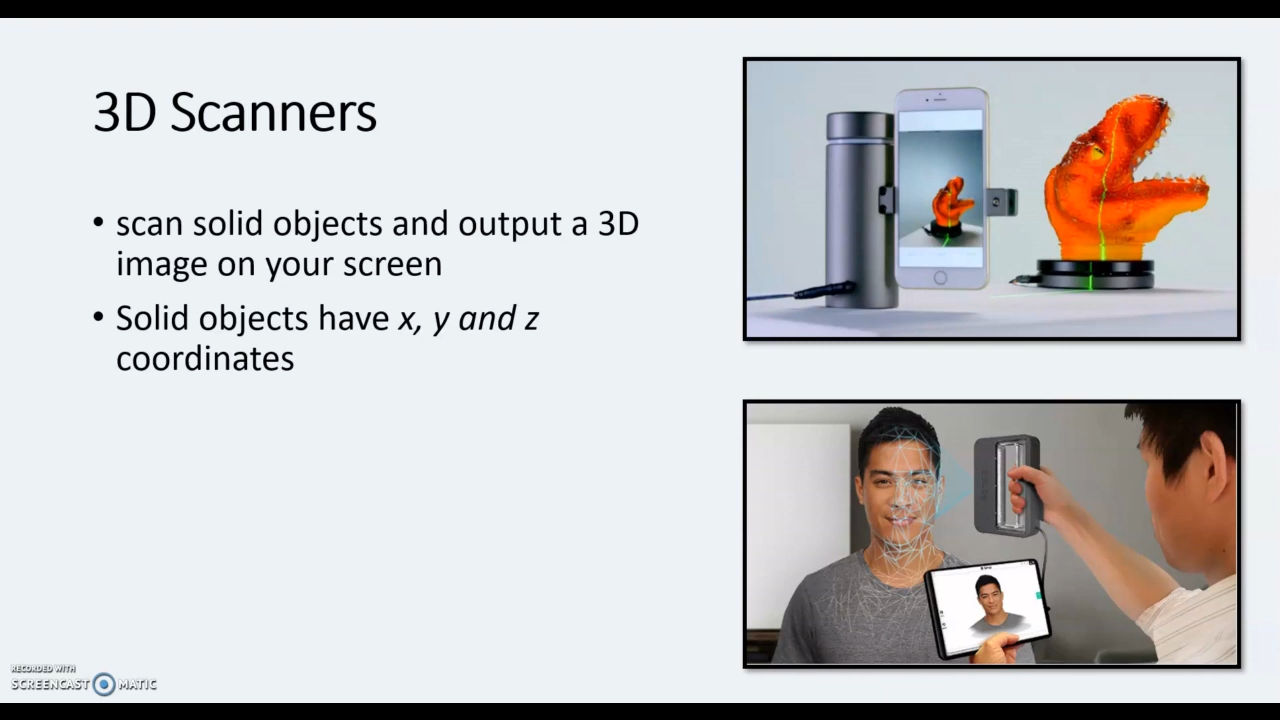 3D Scanners
• scan solid objects and output a 3D
image on your screen
• Solid objects have x, y and z
coordinates
RECORDED WITH
SCREENCAST MATIC